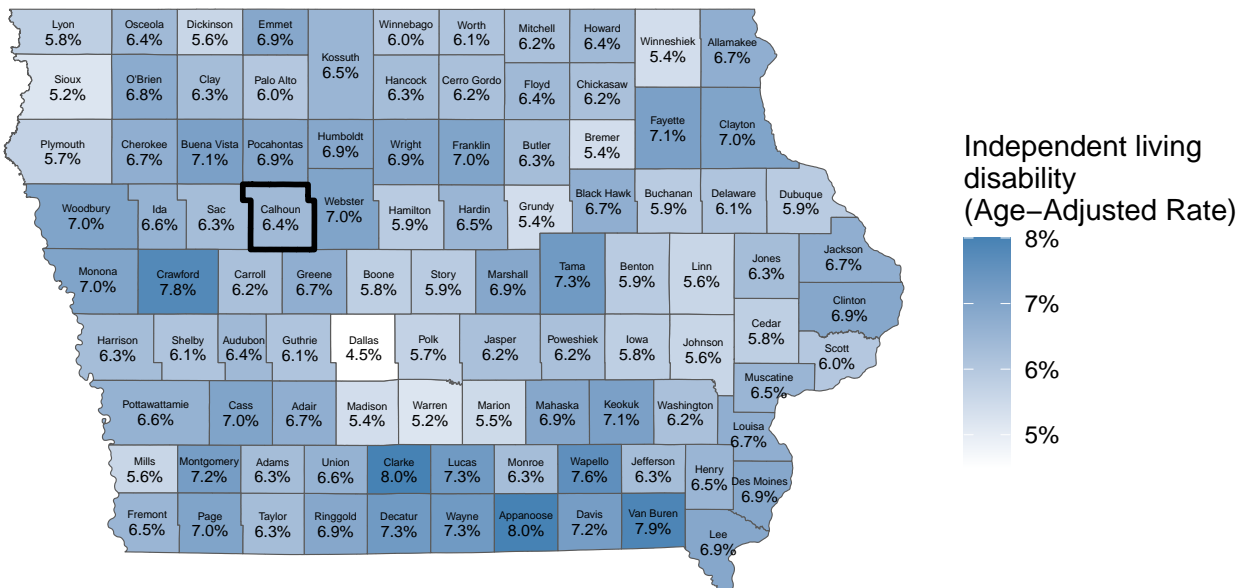 Lyon
5.8%
Osceola
6.4%
Dickinson
5.6%
Emmet
6.9%
Kossuth
6.5%
Winnebago
6.0%
Worth
6.1%
Mitchell
6.2%
Howard
6.4%
Winneshiek
5.4%
Allamakee
6.7%
Sioux
5.2%
O'Brien
6.8%
Clay
6.3%
Palo Alto
6.0%
Hancock
6.3%
Cerro Gordo
6.2%
Floyd
6.4%
Chickasaw
6.2%
Fayette
7.1%
Clayton
7.0%
Plymouth
5.7%
Cherokee
6.7%
Buena Vista
7.1%
Pocahontas
6.9%
Humboldt
6.9%
Wright
6.9%
Franklin
7.0%
Butler
6.3%
Bremer
5.4%
Woodbury
7.0%
Ida
6.6%
Sac
6.3%
Calhoun
6.4%
Webster
7.0%
Hamilton
5.9%
Hardin
6.5%
Grundy
5.4%
Black Hawk
6.7%
Buchanan
5.9%
Delaware
6.1%
Dubuque
5.9%
Monona
7.0%
Crawford
7.8%
Carroll
6.2%
Greene
6.7%
Boone
5.8%
Story
5.9%
Marshall
6.9%
Tama
7.3%
Benton
5.9%
Linn
5.6%
Jones
6.3%
Jackson
6.7%
Clinton
6.9%
Harrison
6.3%
Shelby
6.1%
Audubon
6.4%
Guthrie
6.1%
Dallas
4.5%
Polk
5.7%
Jasper
6.2%
Poweshiek
6.2%
Iowa
5.8%
Johnson
5.6%
Cedar
5.8%
Scott
6.0%
Muscatine
6.5%
Pottawattamie
6.6%
Cass
7.0%
Adair
6.7%
Madison
5.4%
Warren
5.2%
Marion
5.5%
Mahaska
6.9%
Keokuk
7.1%
Washington
6.2%
Louisa
6.7%
Mills
5.6%
Montgomery
7.2%
Adams
6.3%
Union
6.6%
Clarke
8.0%
Lucas
7.3%
Monroe
6.3%
Wapello
7.6%
Jefferson
6.3%
Henry
6.5%
Des Moines
6.9%
Fremont
6.5%
Page
7.0%
Taylor
6.3%
Ringgold
6.9%
Decatur
7.3%
Wayne
7.3%
Appanoose
8.0%
Davis
7.2%
Van Buren
7.9%
Lee
6.9%
Independent living
disability
(Age−Adjusted Rate)
8%
7%
6%
5%